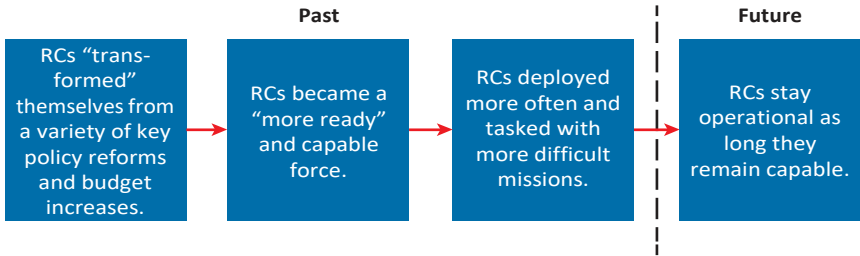 Past
Future
RCs “trans-
formed”
themselves from
a variety of key
policy reforms
and budget
increases.
RCs became a
“more ready”
and capable
force.
RCs deployed
more often and
tasked with
more difficult
missions.
RCs stay
operational as
long they
remain capable.